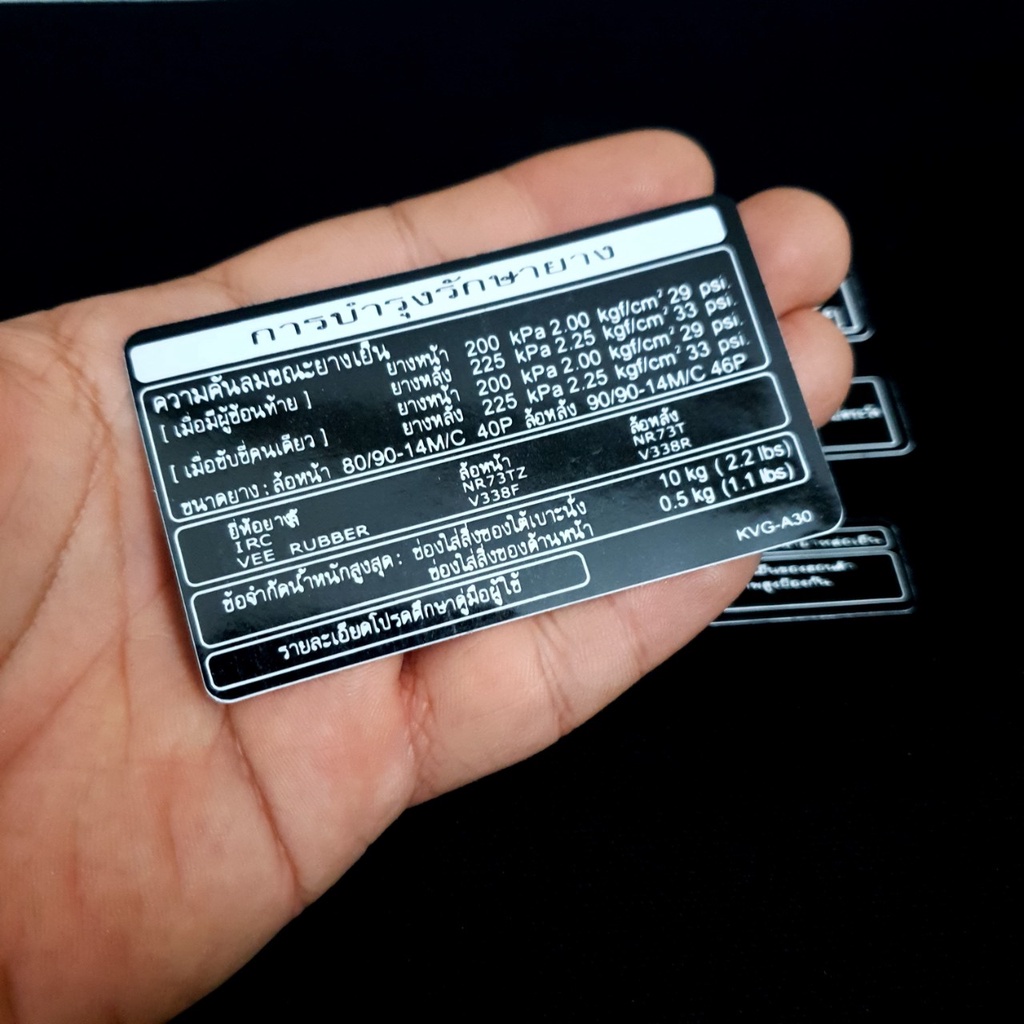 การบำรุงรักษายาง
ความดันลมขณะยางเย็น
[ เมื่อมีผู้ซ้อนท้าย ] ยางหน้า 200 kPa 2.00 kgf/cm² 29 psi.
ยางหลัง 225 kPa 2.25 kgf/cm² 33 psi.
[ เมื่อขับขี่คนเดียว ] ยางหน้า 200 kPa 2.00 kgf/cm² 29 psi.
ยางหลัง 225 kPa 2.25 kgf/cm² 33 psi.
ขนาดยาง : ล้อหน้า 80/90-14M/C 40P ล้อหลัง 90/90-14M/C 46P
ยี่ห้อยาง ล้อหน้า ล้อหลัง
IRC NR73TZ NR73T
VEE RUBBER V338F V338R
ข้อจำกัดน้ำหนักสูงสุด : ช่องใส่สิ่งของใต้เบาะนั่ง 10 kg ( 2.2 lbs)
ช่องใส่สิ่งของด้านหน้า 0.5 kg (1.1 lbs)
รายละเอียดโปรดศึกษาคู่มือผู้ใช้
KVG-A30